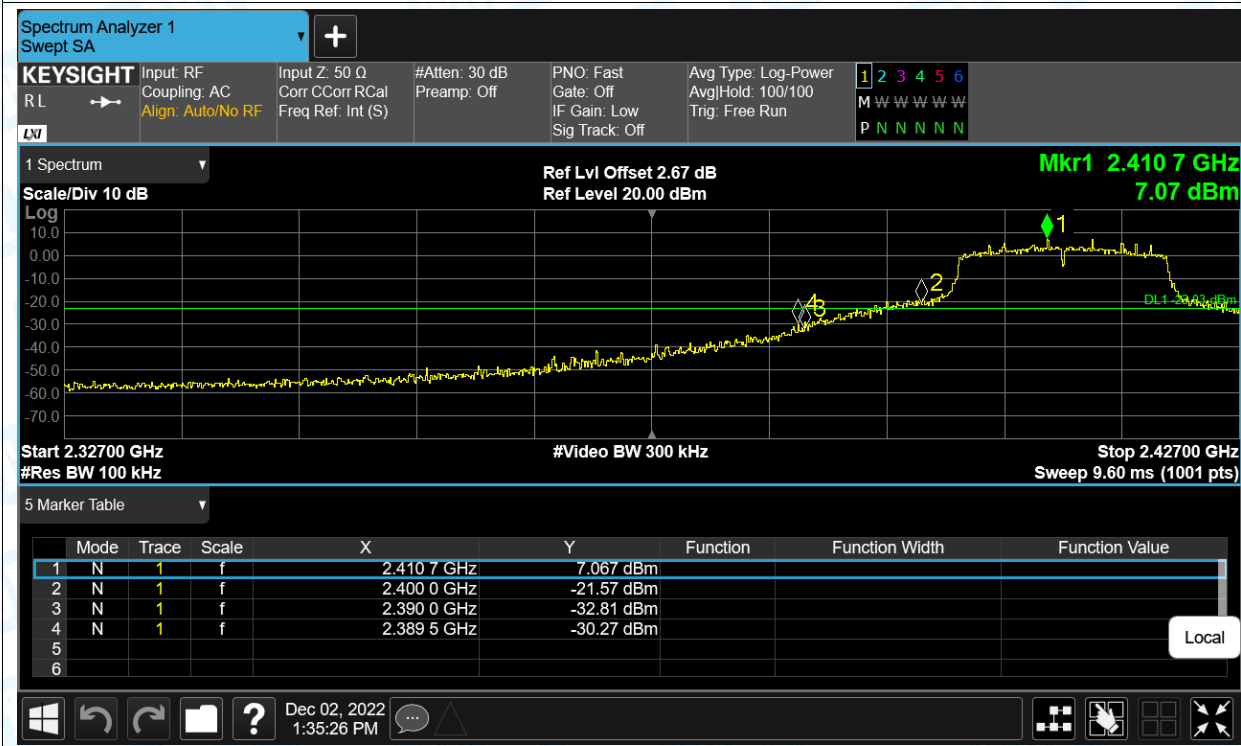 Spectrum Analyzer 1
Swept SA
KEYSIGHT
R L
LXI
Input: RF
Coupling: AC
Align: Auto/No RF
Input Z: 50 Ω
Corr CCorr RCal
Freq Ref: Int (S)
#Atten: 30 dB
Preamp: Off
PNO: Fast
Gate: Off
IF Gain: Low
Sig Track: Off
Avg Type: Log-Power
Avg|Hold: 100/100
Trig: Free Run
1 2 3 4 5 6
M W W W W W
P N N N N N
1 Spectrum
Scale/Div 10 dB
Ref Lvl Offset 2.67 dB
Ref Level 20.00 dBm
Mkr1 2.410 7 GHz
7.07 dBm
Log
10.0
0.00
-10.0
-20.0
-30.0
-40.0
-50.0
-60.0
-70.0
1
2
4
3
DL1
dBm
Start 2.32700 GHz
#Video BW 300 kHz
Stop 2.42700 GHz
#Res BW 100 kHz
Sweep 9.60 ms (1001 pts)
5 Marker Table
Mode Trace Scale X Y Function Function Width Function Value
1 N 1 f 2.410 7 GHz 7.067 dBm
2 N 1 f 2.400 0 GHz -21.57 dBm
3 N 1 f 2.390 0 GHz -32.81 dBm
4 N 1 f 2.389 5 GHz -30.27 dBm
5
6
Local
?
Dec 02, 2022
1:35:26 PM